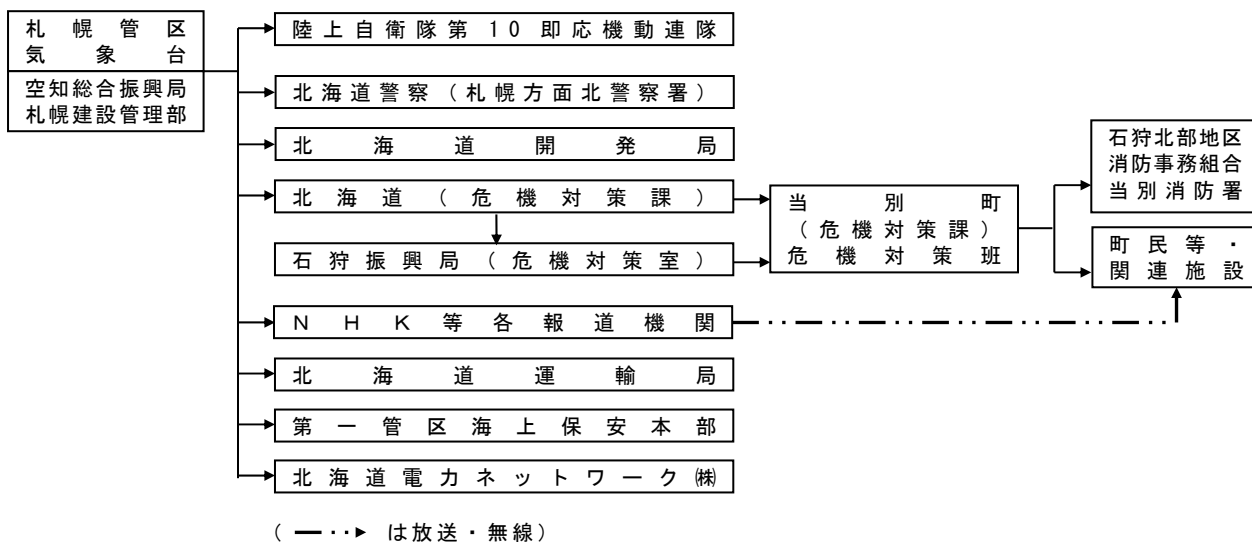 札幌管区
気象台
空知総合振興局
札幌建設管理部
陸上自衛隊第10即応機動連隊
北海道警察(札幌方面北警察署)
北海道開発局
北海道(危機対策課)
石狩振興局(危機対策室)
NHK等各報道機関
北海道運輸局
第一管区海上保安本部
北海道電力ネットワーク㈱
当別町
(危機対策課)
危機対策班
石狩北部地区
消防事務組合
当別消防署
町民等・
関連施設
( は放送・無線)